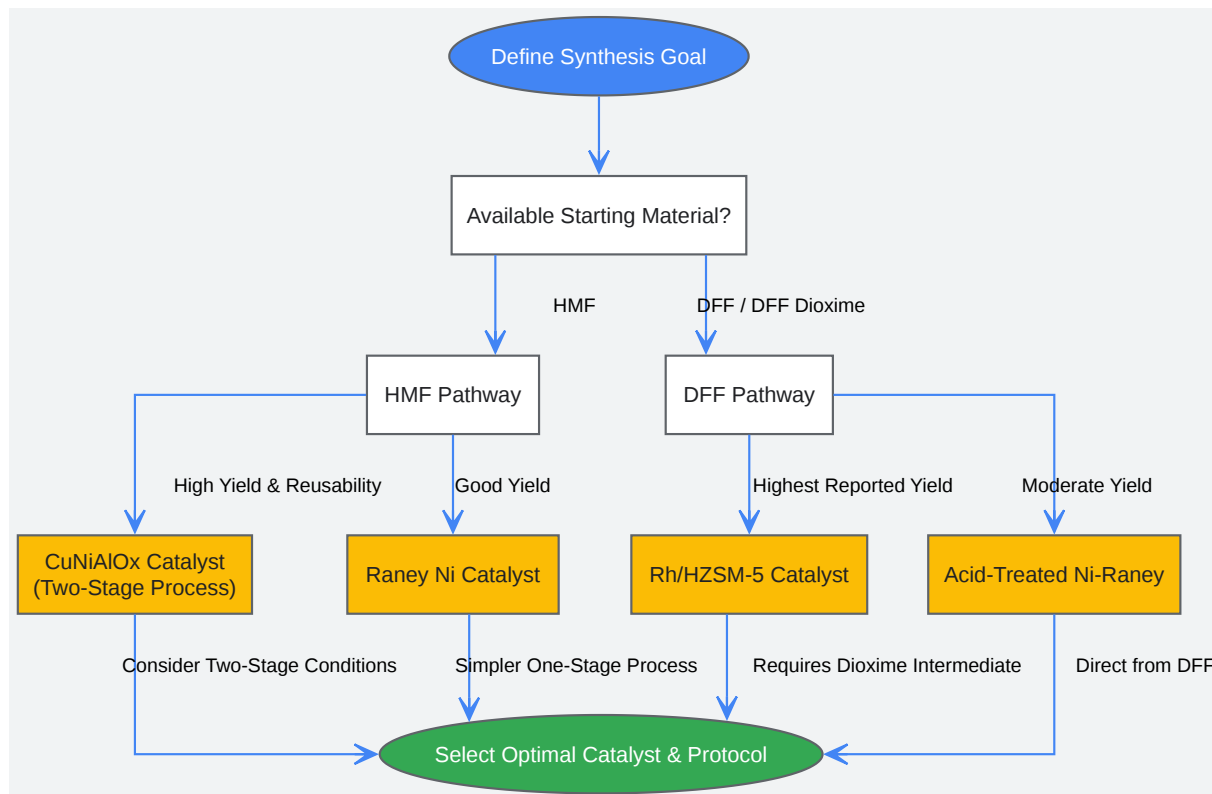 Define Synthesis Goal
Available Starting Material?
HMF
DFF / DFF Dioxime
HMF Pathway
DFF Pathway
High Yield & Reusability
Good Yield
Highest Reported Yield
Moderate Yield
CuNiAlOx Catalyst
(Two-Stage Process)
Raney Ni Catalyst
Rh/HZSM-5 Catalyst
Acid-Treated Ni-Raney
Consider Two-Stage Conditions
Simpler One-Stage Process
Requires Dioxime Intermediate
Direct from DFF
Select Optimal Catalyst & Protocol